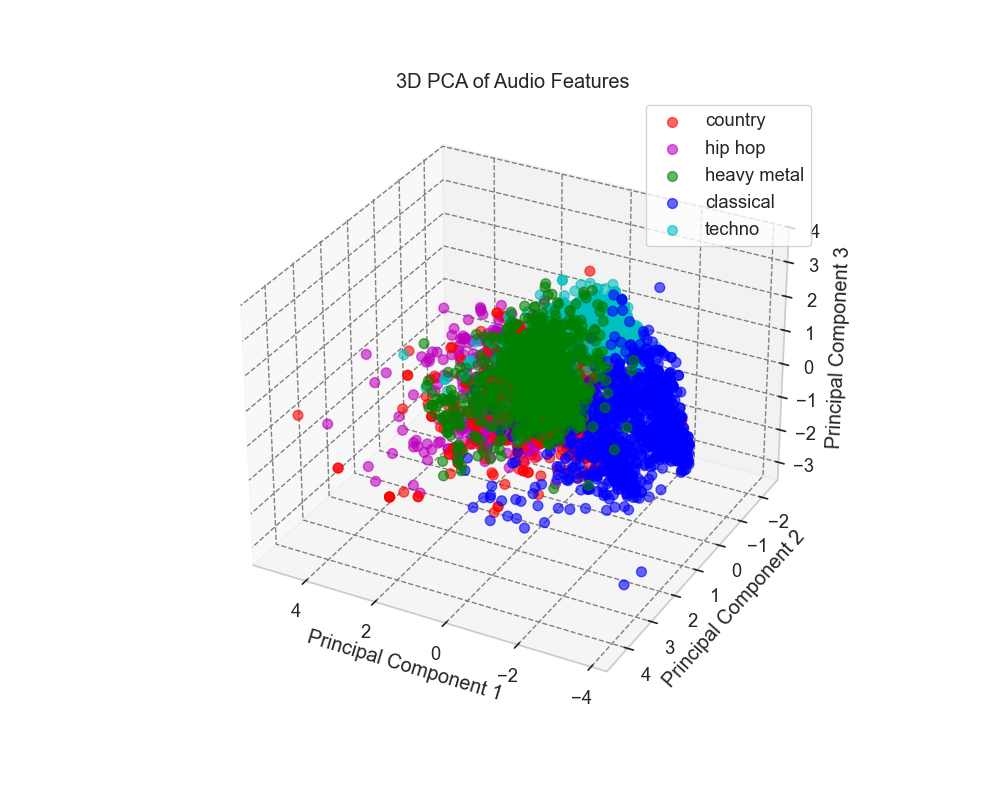 3D PCA of Audio Features
country
hip hop
heavy metal
classical
techno
4
3
2
1
0
−1
−2
−3
Principal Component 3
−2
−1
0
1
2
3
4
Principal Component 2
4
2
0
−2
−4
Principal Component 1